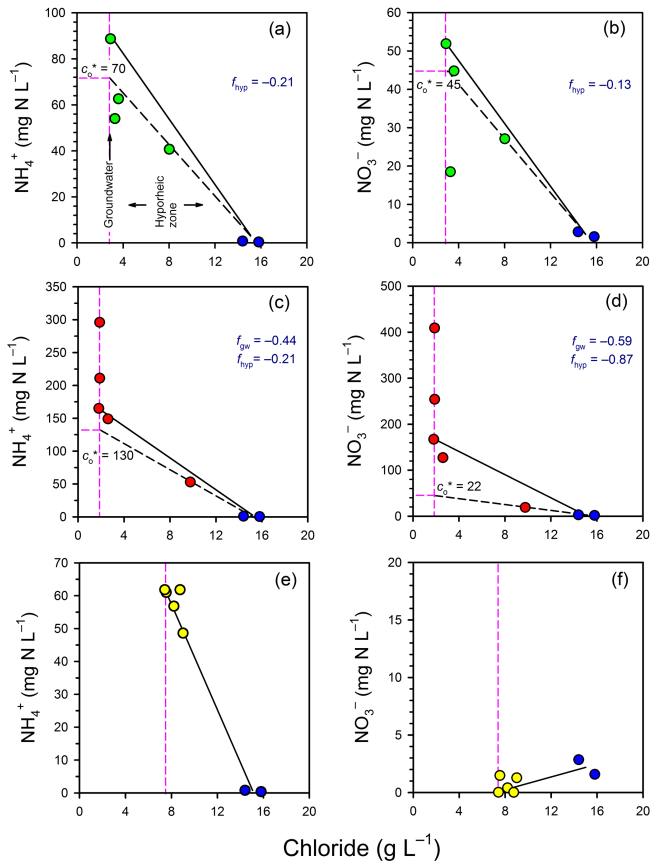 (a)
100
80
60
40
20
0
NH₄⁺ (mg N L⁻¹)
cₒ* = 70
f_hyp = −0.21
Groundwater
Hyporheic
zone
0 4 8 12 16 20
(b)
60
50
40
30
20
10
0
NO₃⁻ (mg N L⁻¹)
cₒ* = 45
f_hyp = −0.13
0 4 8 12 16 20
(c)
350
300
250
200
150
100
50
0
NH₄⁺ (mg N L⁻¹)
f_gw = −0.44
f_hyp = −0.21
cₒ* = 130
0 4 8 12 16 20
(d)
500
400
300
200
100
0
NO₃⁻ (mg N L⁻¹)
f_gw = −0.59
f_hyp = −0.87
cₒ* = 22
0 4 8 12 16 20
(e)
70
60
50
40
30
20
10
0
NH₄⁺ (mg N L⁻¹)
0 4 8 12 16 20
(f)
20
15
10
5
0
NO₃⁻ (mg N L⁻¹)
0 4 8 12 16 20
Chloride (g L⁻¹)